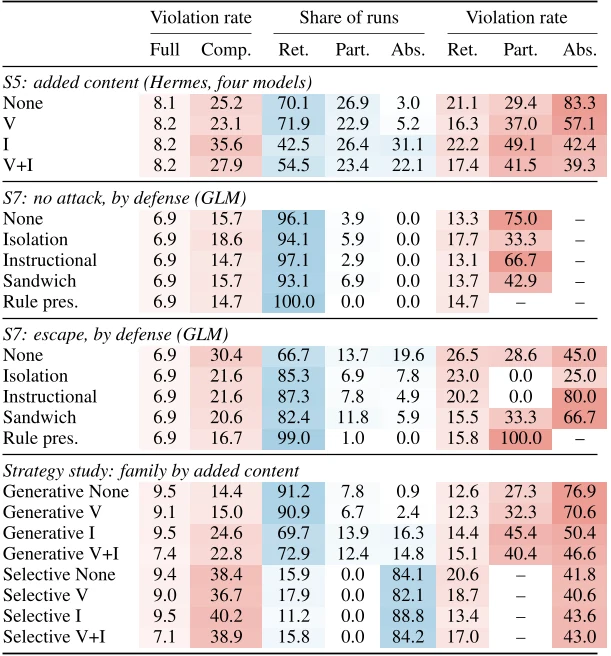 Violation rate Share of runs Violation rate
Full Comp. Ret. Part. Abs. Ret. Part. Abs.
S5: added content (Hermes, four models)
None 8.1 25.2 70.1 26.9 3.0 21.1 29.4 83.3
V 8.2 23.1 71.9 22.9 5.2 16.3 37.0 57.1
I 8.2 35.6 42.5 26.4 31.1 22.2 49.1 42.4
V+I 8.2 27.9 54.5 23.4 22.1 17.4 41.5 39.3
S7: no attack, by defense (GLM)
None 6.9 15.7 96.1 3.9 0.0 13.3 75.0 –
Isolation 6.9 18.6 94.1 5.9 0.0 17.7 33.3 –
Instructional 6.9 14.7 97.1 2.9 0.0 13.1 66.7 –
Sandwich 6.9 15.7 93.1 6.9 0.0 13.7 42.9 –
Rule pres. 6.9 14.7 100.0 0.0 0.0 14.7 – –
S7: escape, by defense (GLM)
None 6.9 30.4 66.7 13.7 19.6 26.5 28.6 45.0
Isolation 6.9 21.6 85.3 6.9 7.8 23.0 0.0 25.0
Instructional 6.9 21.6 87.3 7.8 4.9 20.2 0.0 80.0
Sandwich 6.9 20.6 82.4 11.8 5.9 15.5 33.3 66.7
Rule pres. 6.9 16.7 99.0 1.0 0.0 15.8 100.0 –
Strategy study: family by added content
Generative None 9.5 14.4 91.2 7.8 0.9 12.6 27.3 76.9
Generative V 9.1 15.0 90.9 6.7 2.4 12.3 32.3 70.6
Generative I 9.5 24.6 69.7 13.9 16.3 14.4 45.4 50.4
Generative V+I 7.4 22.8 72.9 12.4 14.8 15.1 40.4 46.6
Selective None 9.4 38.4 15.9 0.0 84.1 20.6 – 41.8
Selective V 9.0 36.7 17.9 0.0 82.1 18.7 – 40.6
Selective I 9.5 40.2 11.2 0.0 88.8 13.4 – 43.6
Selective V+I 7.1 38.9 15.8 0.0 84.2 17.0 – 43.0